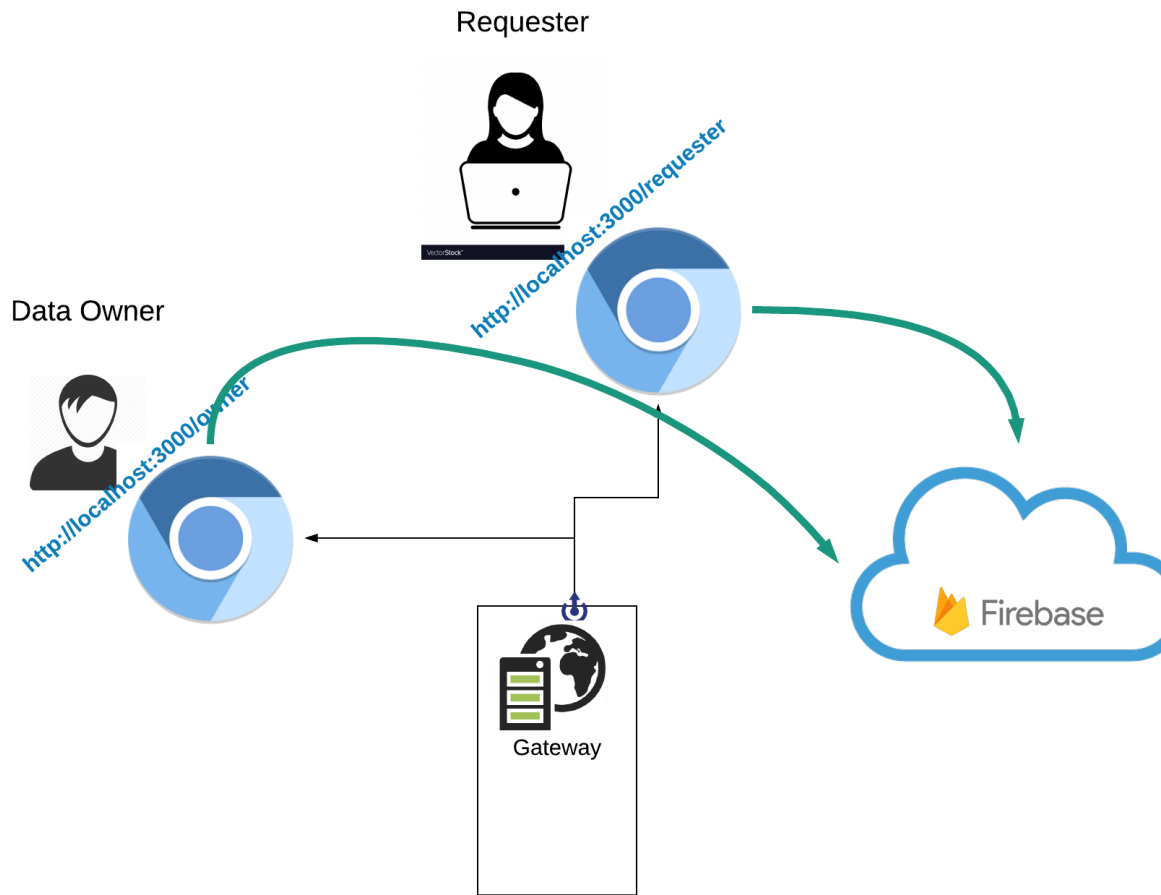 Requester
VectorStock®
http://localhost:3000/requester
Data Owner
http://localhost:3000/owner
Firebase
Gateway